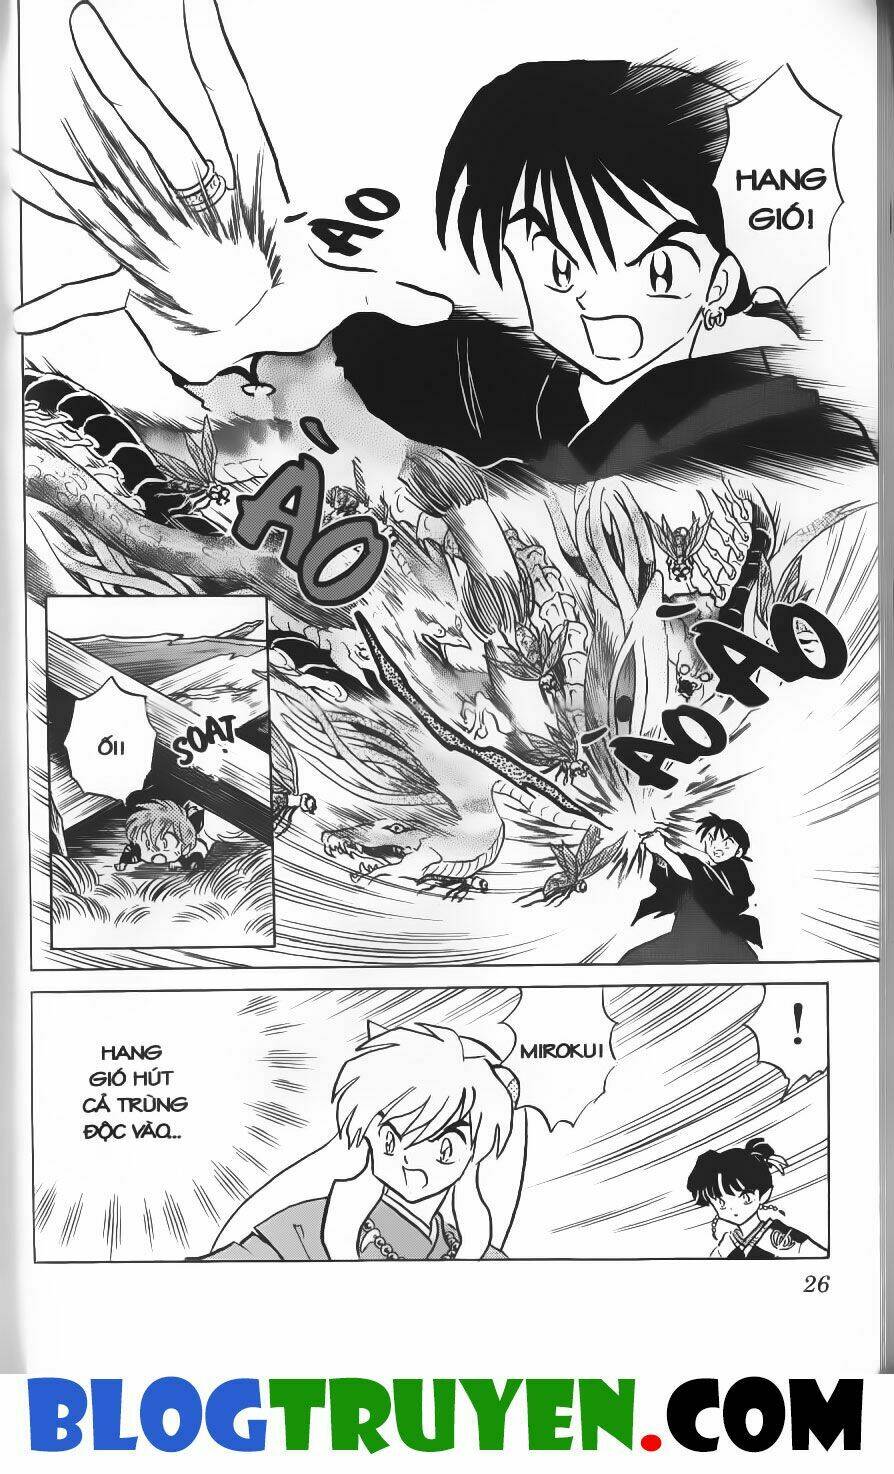 HANG
GIÓ!
ÀO
ÀO
ÀO
ÀO
ỐI!
SOẠT
!
MIROKU!
HANG
GIÓ HÚT
CẢ TRÙNG
ĐỘC VÀO...
26
BLOGTRUYEN.COM